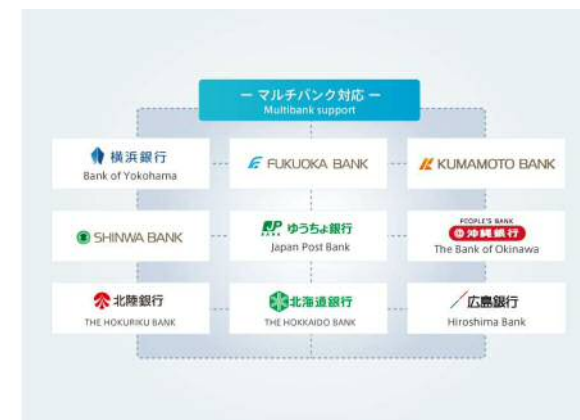 ー マルチバンク対応 ー
Multibank support
横浜銀行
Bank of Yokohama
FUKUOKA BANK
KUMAMOTO BANK
SHINWA BANK
JP BANK ゆうちょ銀行
Japan Post Bank
PEOPLE'S BANK
沖縄銀行
The Bank of Okinawa
北陸銀行
THE HOKURIKU BANK
北海道銀行
THE HOKKAIDO BANK
広島銀行
Hiroshima Bank